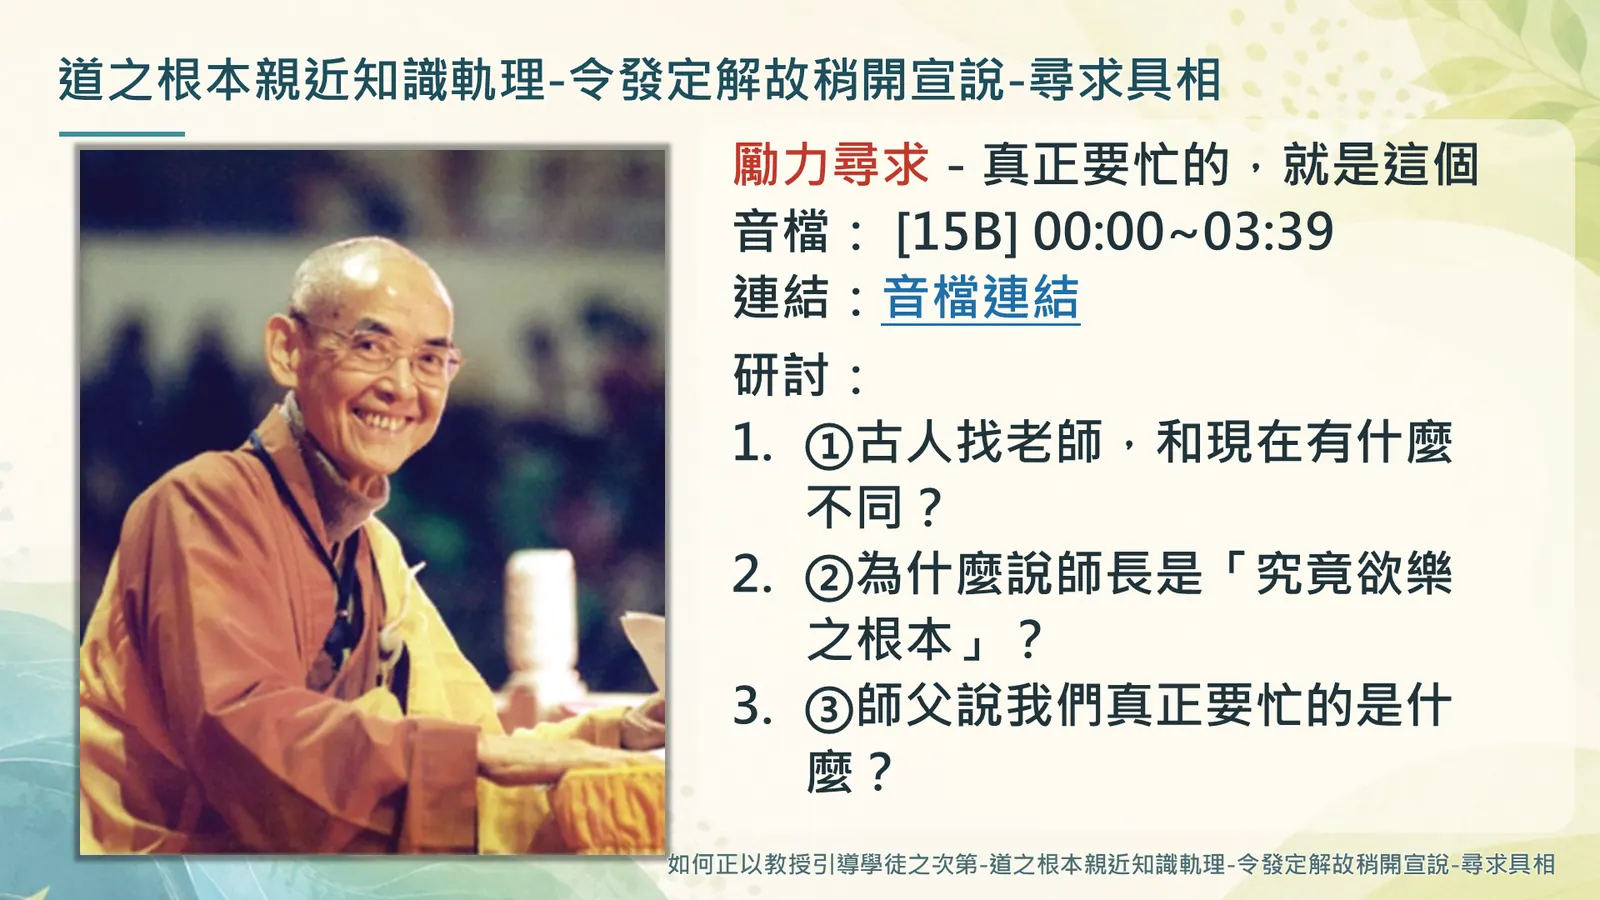 道之根本親近知識軌理-令發定解故稍開宣說-尋求具相
勵力尋求 - 真正要忙的，就是這個
音檔： [15B] 00:00~03:39
連結：音檔連結
研討：
1. ①古人找老師，和現在有什麼
不同？
2. ②為什麼說師長是「究竟欲樂
之根本」？
3. ③師父說我們真正要忙的是什
麼？
如何正以教授引導學徒之次第-道之根本親近知識軌理-令發定解故稍開宣說-尋求具相